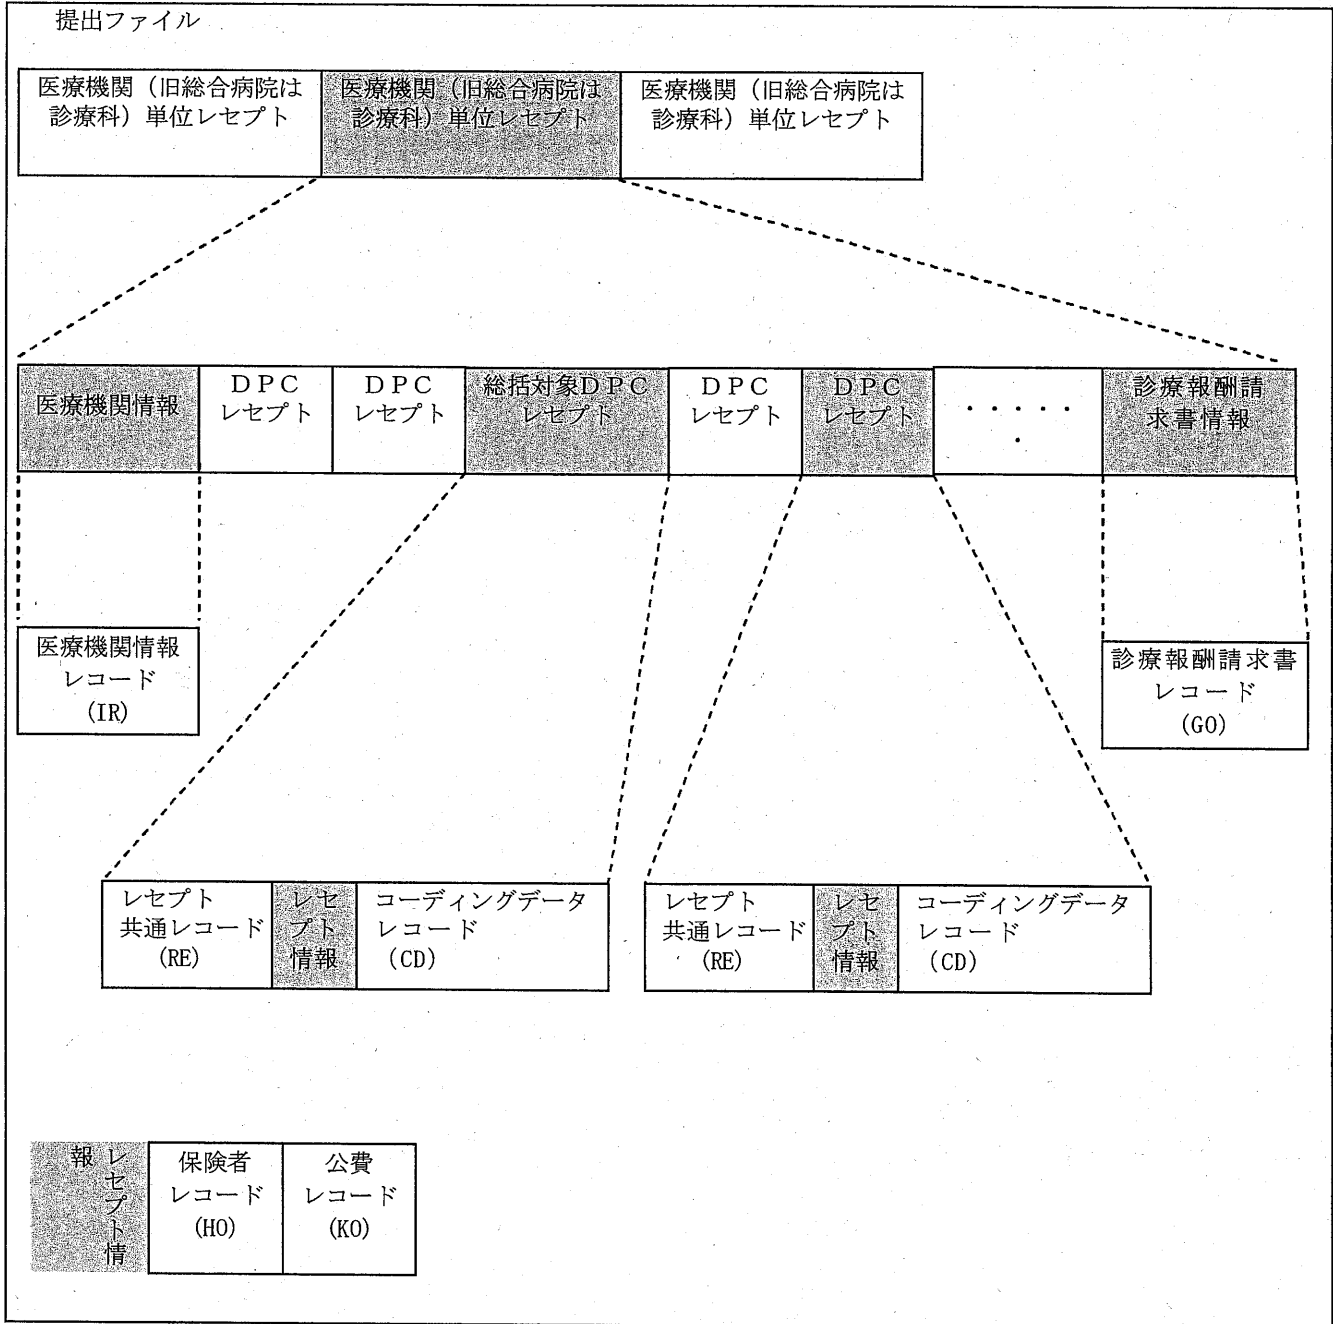 提出ファイル
医療機関（旧総合病院は
診療科）単位レセプト
医療機関（旧総合病院は
診療科）単位レセプト
医療機関（旧総合病院は
診療科）単位レセプト
医療機関情報
ＤＰＣ
レセプト
ＤＰＣ
レセプト
総括対象ＤＰＣ
レセプト
ＤＰＣ
レセプト
ＤＰＣ
レセプト
・・・・・
・
診療報酬請
求書情報
医療機関情報
レコード
(IR)
診療報酬請求書
レコード
(GO)
レセプト
共通レコード
(RE)
レセ
プト
情報
コーディングデータ
レコード
(CD)
レセプト
共通レコード
(RE)
レセ
プト
情報
コーディングデータ
レコード
(CD)
レセプト情
報
保険者
レコード
(HO)
公費
レコード
(KO)